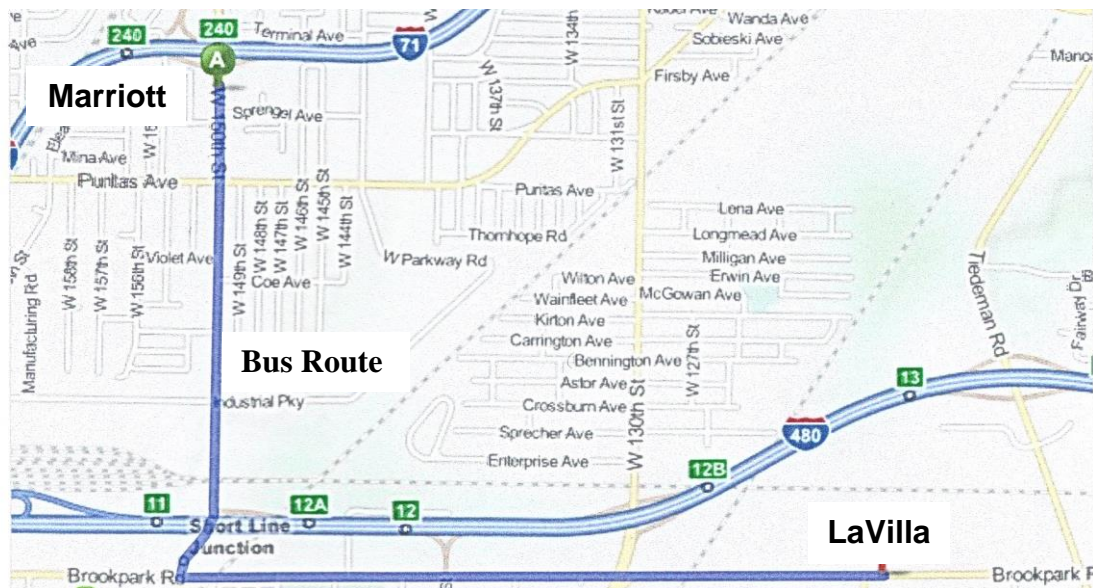 240
240
Terminal Ave
71
W 134th
Wanda Ave
Sobieski Ave
Firsby Ave
A
Marriott
W 137th St
W 150th St
Sprengel Ave
W 131st St
Mina Ave
Puritas Ave
Puritas Ave
Lena Ave
Longmead Ave
Thornhope Rd
W 149th St
W 148th St
W 147th St
W 146th St
W 145th St
W 144th St
W 158th St
W 157th St
W 156th St
Violet Ave
W Parkway Rd
Milligan Ave
Erwin Ave
Wilton Ave
McGowan Ave
Wainfleet Ave
Coe Ave
Kirton Ave
Manufacturing Rd
Tiedeman Rd
Fairway Dr
Carrington Ave
W 127th St
Bus Route
Bennington Ave
Astor Ave
13
Industrial Pky
Crossburn Ave
W 130th St
Sprecher Ave
480
Enterprise Ave
12B
11
12A
12
Short Line
Junction
LaVilla
Brookpark Rd
Brookpark R